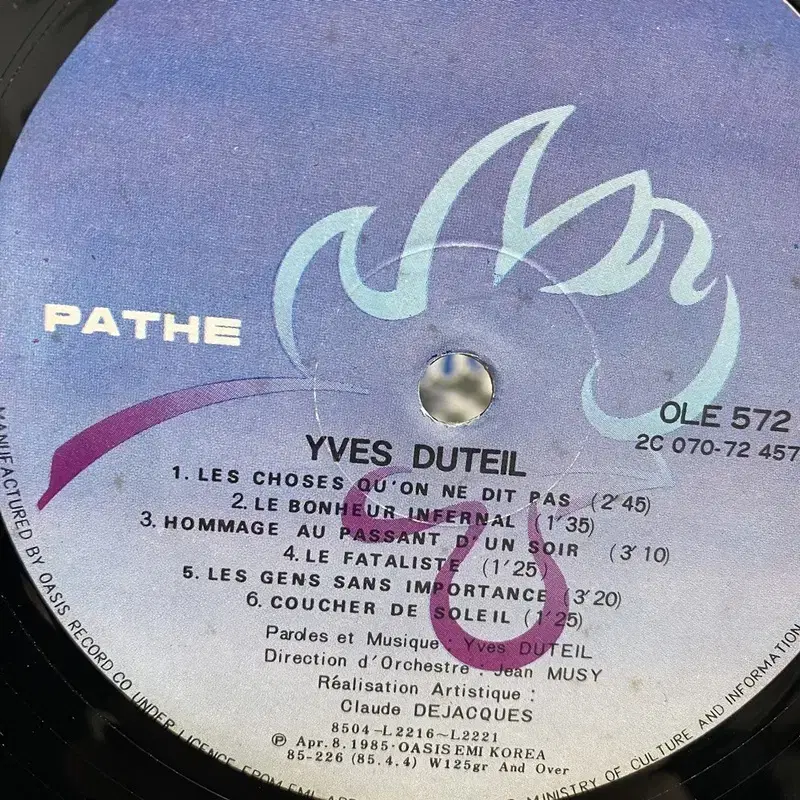 PATHE
OLE 572
2C 070-72 457
YVES DUTEIL
1. LES CHOSES QU'ON NE DIT PAS (2'45)
2. LE BONHEUR INFERNAL (1'35)
3. HOMMAGE AU PASSANT D'UN SOIR (3'10)
4. LE FATALISTE (1'25)
5. LES GENS SANS IMPORTANCE (3'20)
6. COUCHER DE SOLEIL (1'25)
Paroles et Musique : Yves DUTEIL
Direction d'Orchestre : Jean MUSY
Réalisation Artistique :
Claude DEJACQUES
8504-L2216~L2221
℗ Apr. 8. 1985·OASIS EMI KOREA
85-226 (85.4.4) W125gr And Over
MANUFACTURED BY OASIS RECORD CO UNDER LICENCE FROM EMI MINISTRY OF CULTURE AND INFORMATION